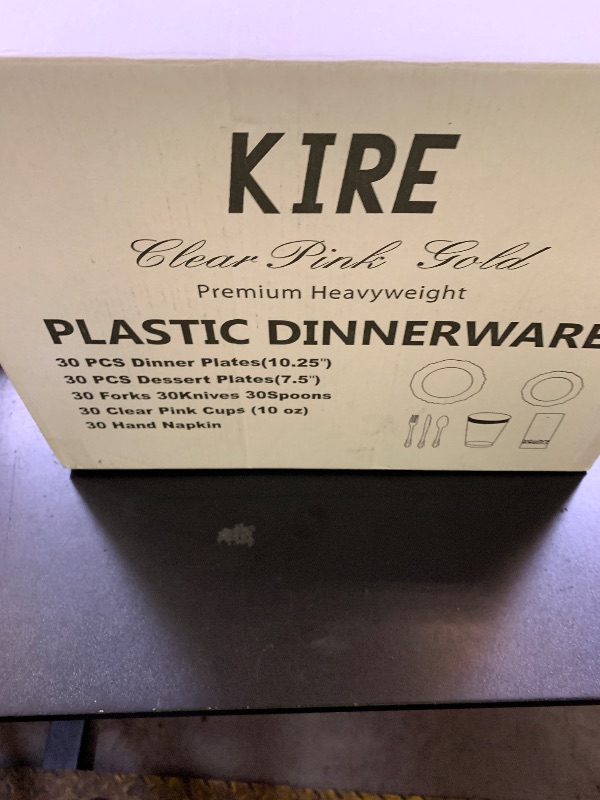 KIRE
Clear Pink Gold
Premium Heavyweight
PLASTIC DINNERWARE
30 PCS Dinner Plates(10.25")
30 PCS Dessert Plates(7.5")
30 Forks 30Knives 30Spoons
30 Clear Pink Cups (10 oz)
30 Hand Napkin